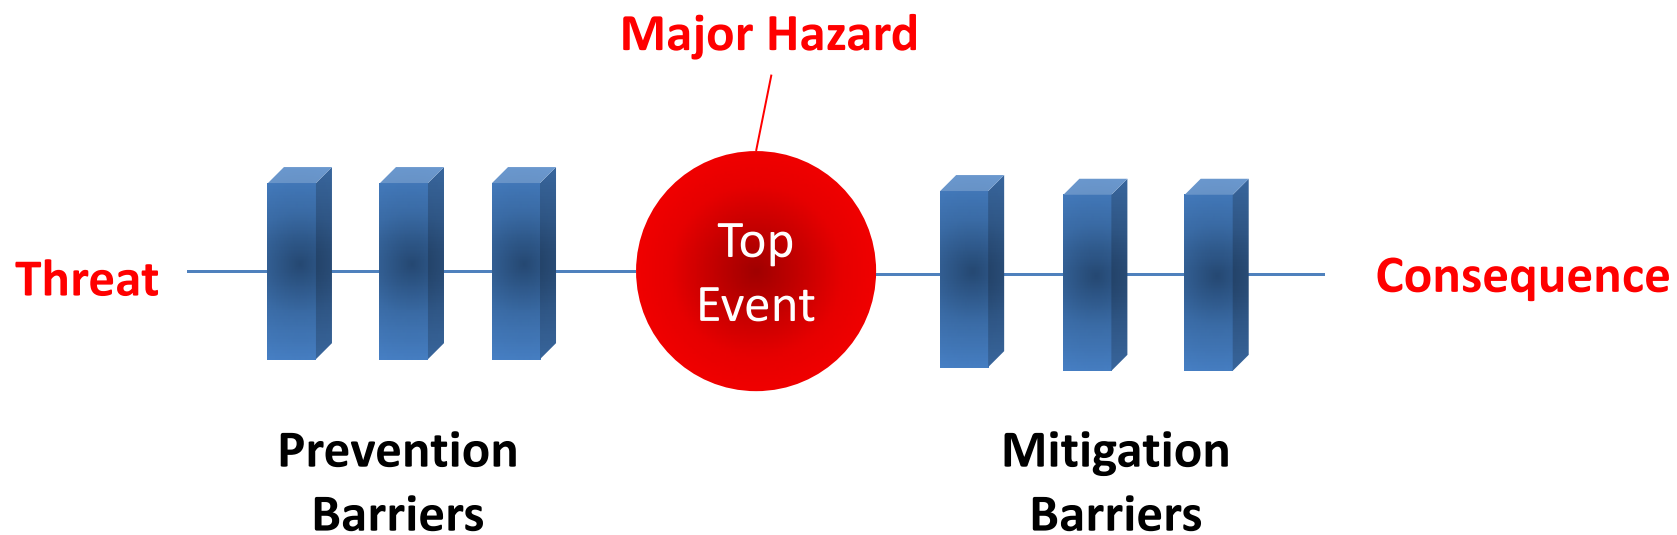 Major Hazard
Threat
Top
Event
Consequence
Prevention
Barriers
Mitigation
Barriers